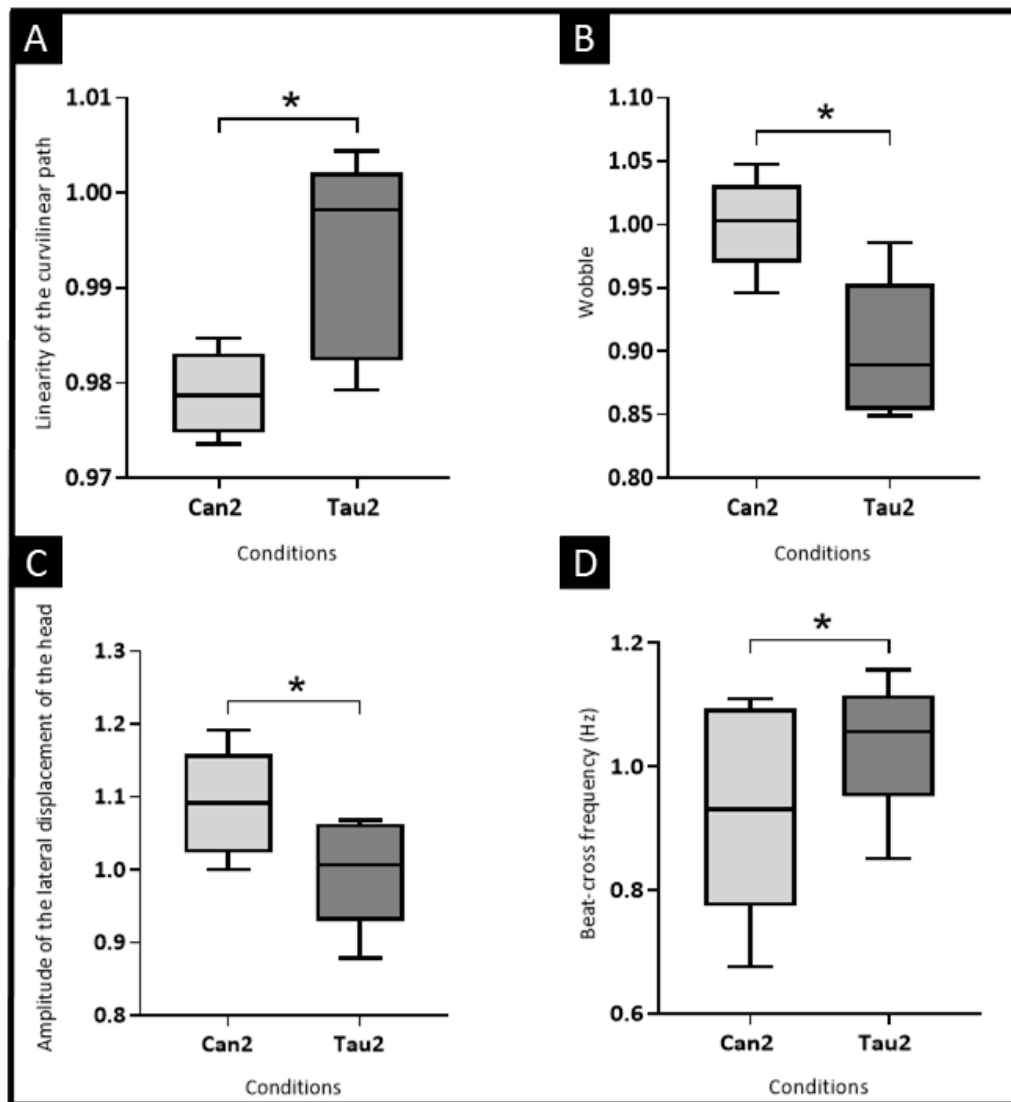 A
Linearity of the curvilinear path
1.01
1.00
0.99
0.98
0.97
*
Can2
Tau2
Conditions
B
Wobble
1.10
1.05
1.00
0.95
0.90
0.85
0.80
*
Can2
Tau2
Conditions
C
Amplitude of the lateral displacement of the head
1.3
1.2
1.1
1.0
0.9
0.8
*
Can2
Tau2
Conditions
D
Beat-cross frequency (Hz)
1.2
1.0
0.8
0.6
*
Can2
Tau2
Conditions